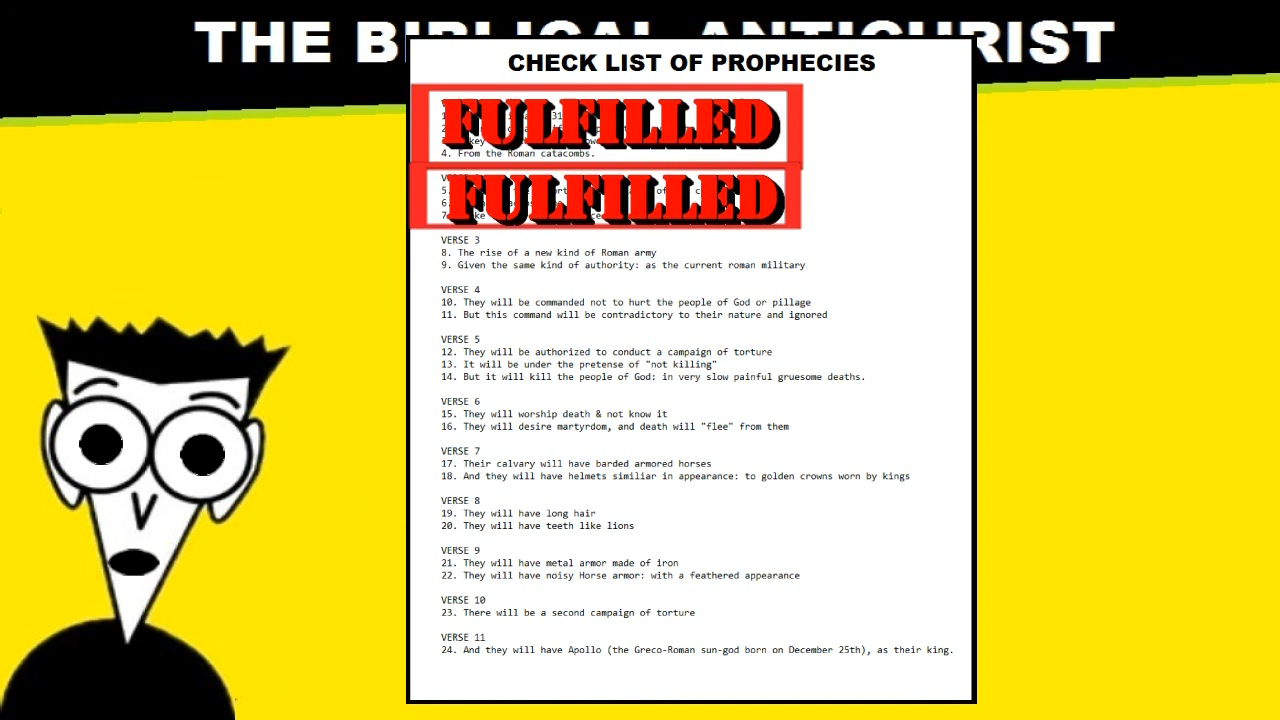 THE BIBLICAL ANTICHRIST
CHECK LIST OF PROPHECIES
FULFILLED
4. From the Roman catacombs.
FULFILLED
VERSE 3
8. The rise of a new kind of Roman army
9. Given the same kind of authority: as the current roman military
VERSE 4
10. They will be commanded not to hurt the people of God or pillage
11. But this command will be contradictory to their nature and ignored
VERSE 5
12. They will be authorized to conduct a campaign of torture
13. It will be under the pretense of "not killing"
14. But it will kill the people of God: in very slow painful gruesome deaths.
VERSE 6
15. They will worship death & not know it
16. They will desire martyrdom, and death will "flee" from them
VERSE 7
17. Their calvary will have barded armored horses
18. And they will have helmets similiar in appearance: to golden crowns worn by kings
VERSE 8
19. They will have long hair
20. They will have teeth like lions
VERSE 9
21. They will have metal armor made of iron
22. They will have noisy Horse armor: with a feathered appearance
VERSE 10
23. There will be a second campaign of torture
VERSE 11
24. And they will have Apollo (the Greco-Roman sun-god born on December 25th), as their king.